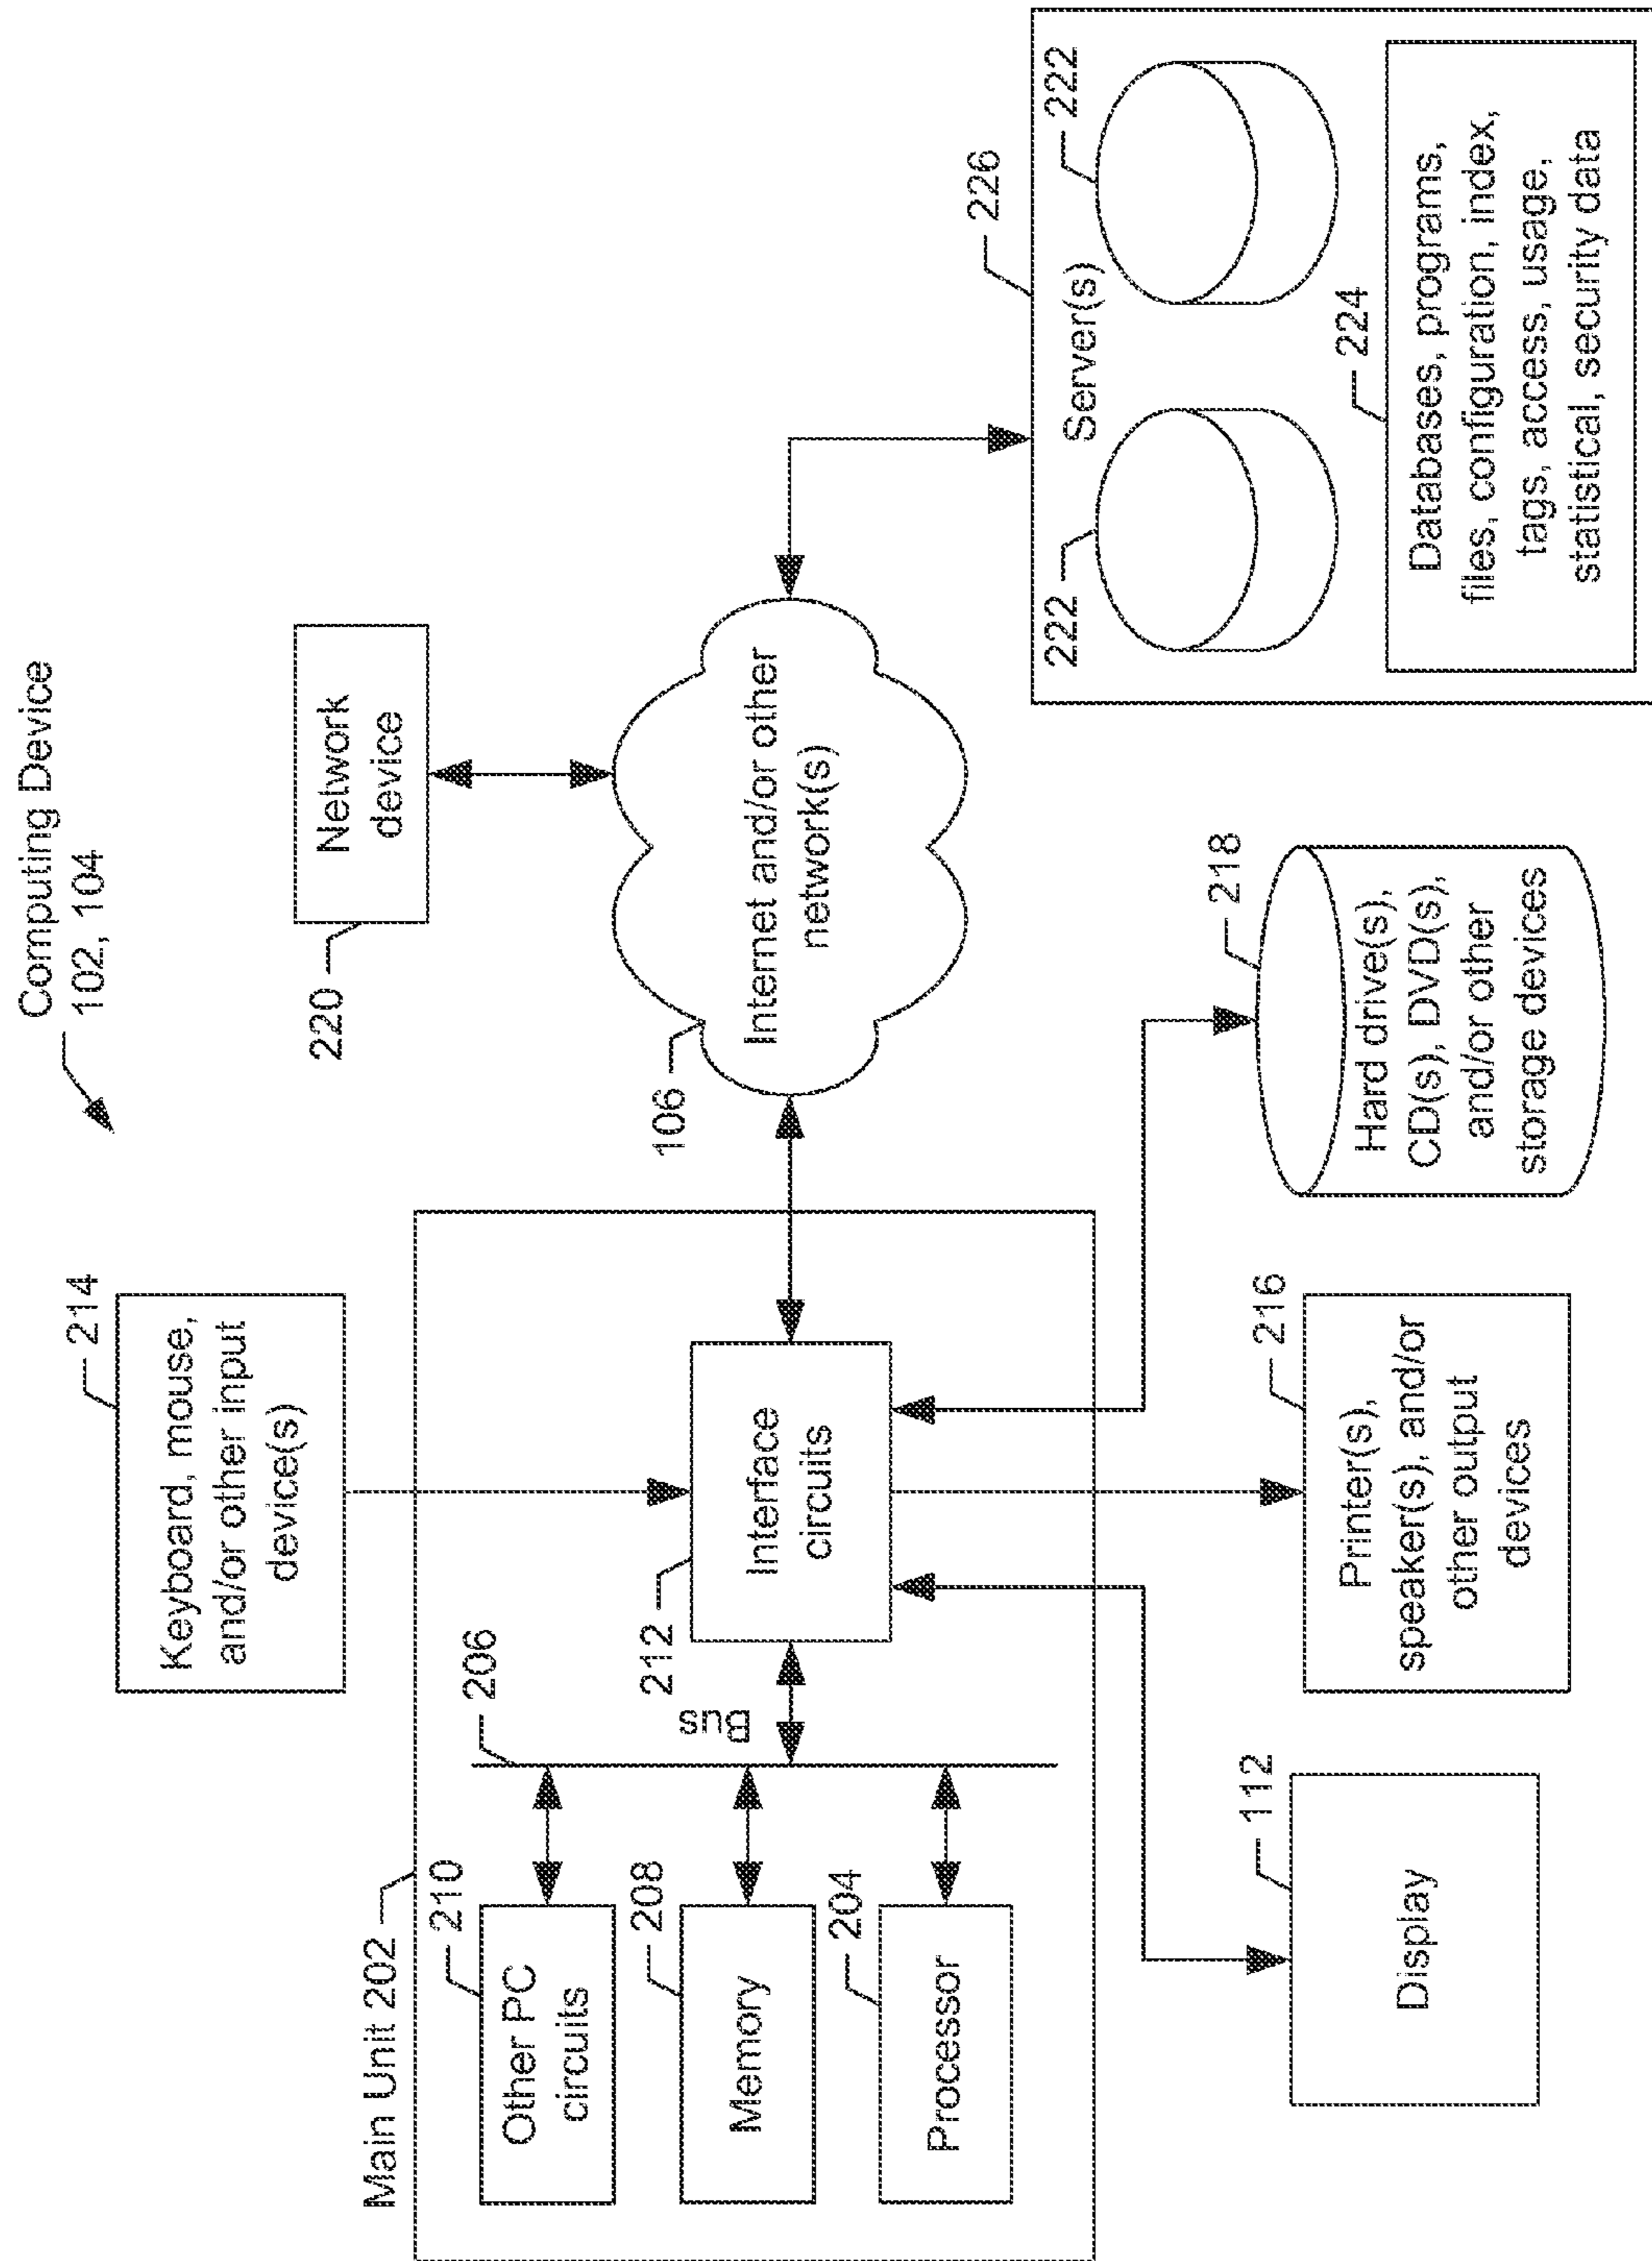 Computing Device
102, 104
214
Keyboard, mouse,
and/or other input
device(s)
220
Network
device
Main Unit 202
210
Other PC
circuits
208
Memory
204
Processor
206
Bus
212
Interface
circuits
106
Internet and/or other
network(s)
226
Server(s)
222
222
224
Databases, programs,
files, configuration, index,
tags, access, usage,
statistical, security data
112
Display
216
Printer(s),
speaker(s), and/or
other output
devices
218
Hard drive(s),
CD(s), DVD(s),
and/or other
storage devices